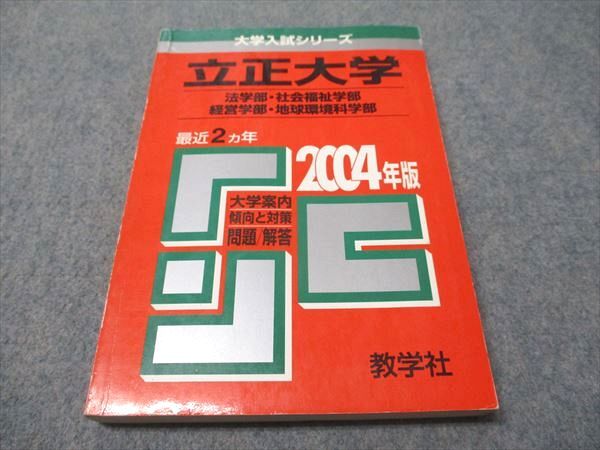 大学入試シリーズ
立正大学
法学部・社会福祉学部
経営学部・地球環境科学部
最近2ヵ年
2004年版
大学案内
傾向と対策
問題/解答
教学社